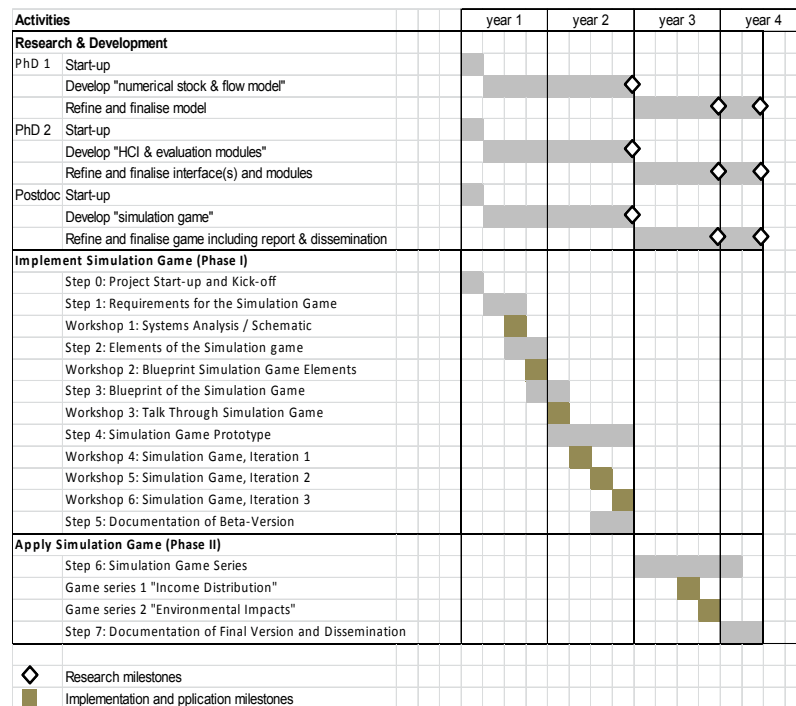 Activities year 1 year 2 year 3 year 4
Research & Development
PhD 1 Start-up
Develop "numerical stock & flow model"
Refine and finalise model
PhD 2 Start-up
Develop "HCI & evaluation modules"
Refine and finalise interface(s) and modules
Postdoc Start-up
Develop "simulation game"
Refine and finalise game including report & dissemination
Implement Simulation Game (Phase I)
Step 0: Project Start-up and Kick-off
Step 1: Requirements for the Simulation Game
Workshop 1: Systems Analysis / Schematic
Step 2: Elements of the Simulation game
Workshop 2: Blueprint Simulation Game Elements
Step 3: Blueprint of the Simulation Game
Workshop 3: Talk Through Simulation Game
Step 4: Simulation Game Prototype
Workshop 4: Simulation Game, Iteration 1
Workshop 5: Simulation Game, Iteration 2
Workshop 6: Simulation Game, Iteration 3
Step 5: Documentation of Beta-Version
Apply Simulation Game (Phase II)
Step 6: Simulation Game Series
Game series 1 "Income Distribution"
Game series 2 "Environmental Impacts"
Step 7: Documentation of Final Version and Dissemination
Research milestones
Implementation and pplication milestones